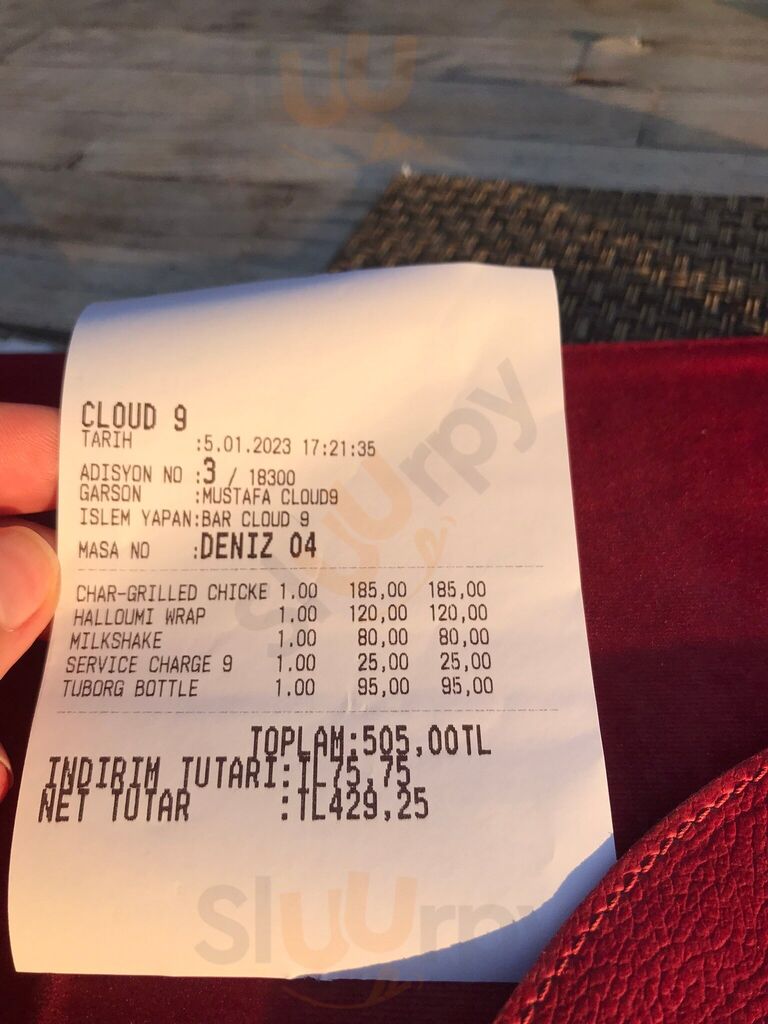 CLOUD 9
TARIH :5.01.2023 17:21:35
ADISYON NO :3 / 18300
GARSON :MUSTAFA CLOUD9
ISLEM YAPAN:BAR CLOUD 9
MASA NO :DENIZ 04
CHAR-GRILLED CHICKE 1.00 185,00 185,00
HALLOUMI WRAP 1.00 120,00 120,00
MILKSHAKE 1.00 80,00 80,00
SERVICE CHARGE 9 1.00 25,00 25,00
TUBORG BOTTLE 1.00 95,00 95,00
TOPLAM:505,00TL
INDIRIM TUTARI:TL75,75
NET TUTAR :TL429,25
Sluurpy
Sluurpy